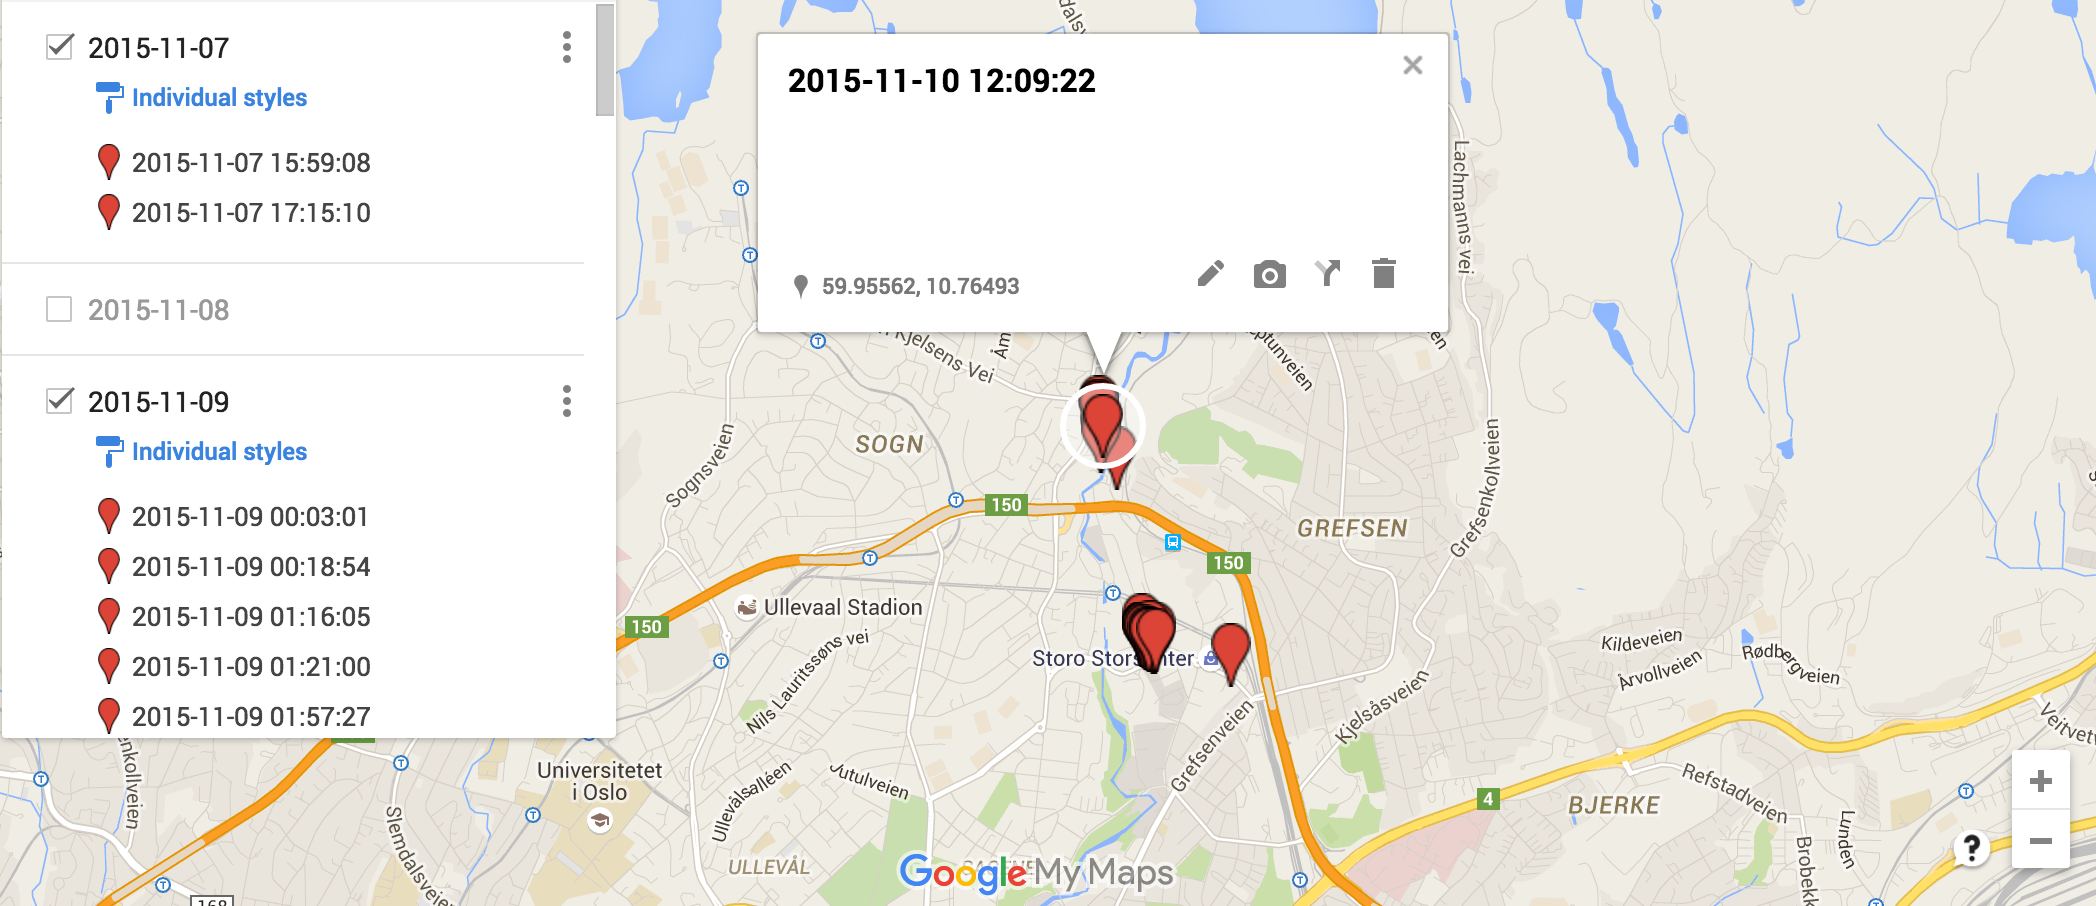 2015-11-07
Individual styles
2015-11-07 15:59:08
2015-11-07 17:15:10
2015-11-08
2015-11-09
Individual styles
2015-11-09 00:03:01
2015-11-09 00:18:54
2015-11-09 01:16:05
2015-11-09 01:21:00
2015-11-09 01:57:27
2015-11-10 12:09:22
59.95562, 10.76493
Lachmanns vei
Kjelsens Vei
SOGN
Sognsveien
150
GREFSEN
Grefsenkollveien
150
150
Ullevaal Stadion
Nils Lauritssøns vei
Storo
Kildeveien
Årvollveien
Rødbergveien
Kjelsåsveien
Grefsenveien
Universitetet
i Oslo
Jutulveien
Ullevålsalléen
Slemdalsveien
4
BJERKE
Refstadveien
Lunden
ULLEVÅL
Google My Maps
168
?
+
−